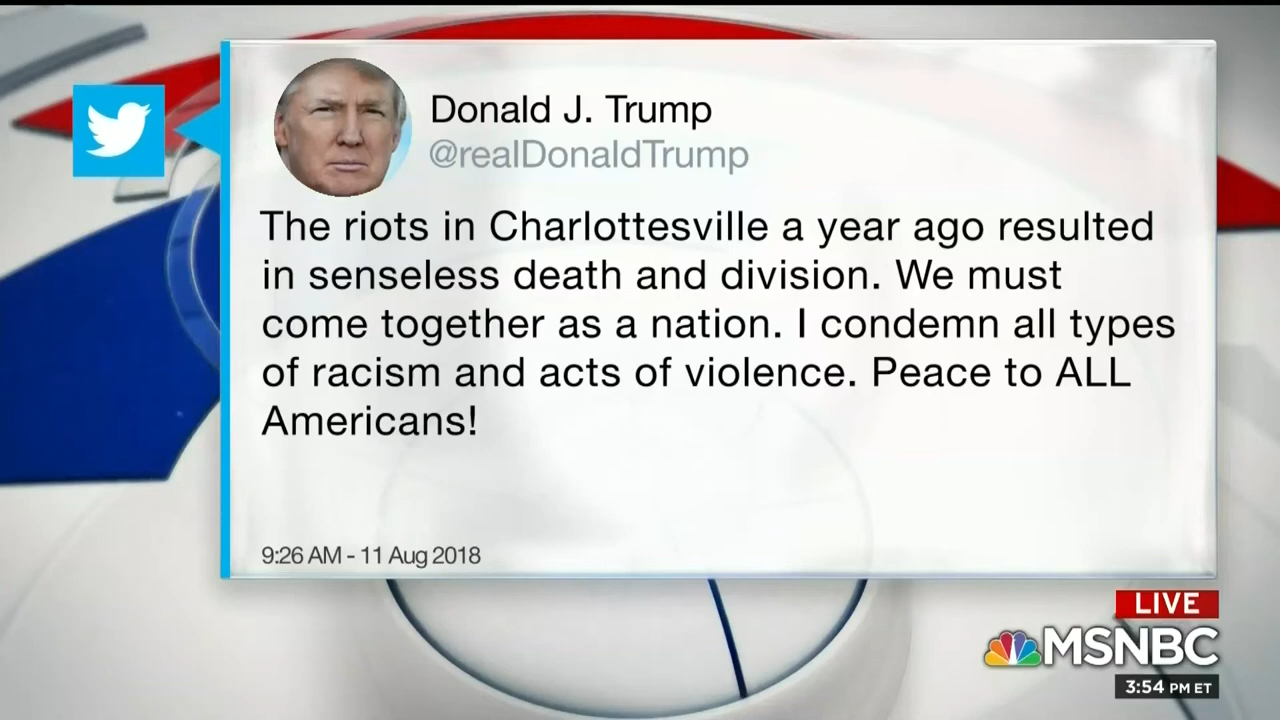 Donald J. Trump
@realDonaldTrump
The riots in Charlottesville a year ago resulted
in senseless death and division. We must
come together as a nation. I condemn all types
of racism and acts of violence. Peace to ALL
Americans!
9:26 AM - 11 Aug 2018
LIVE
MSNBC
3:54 PM ET